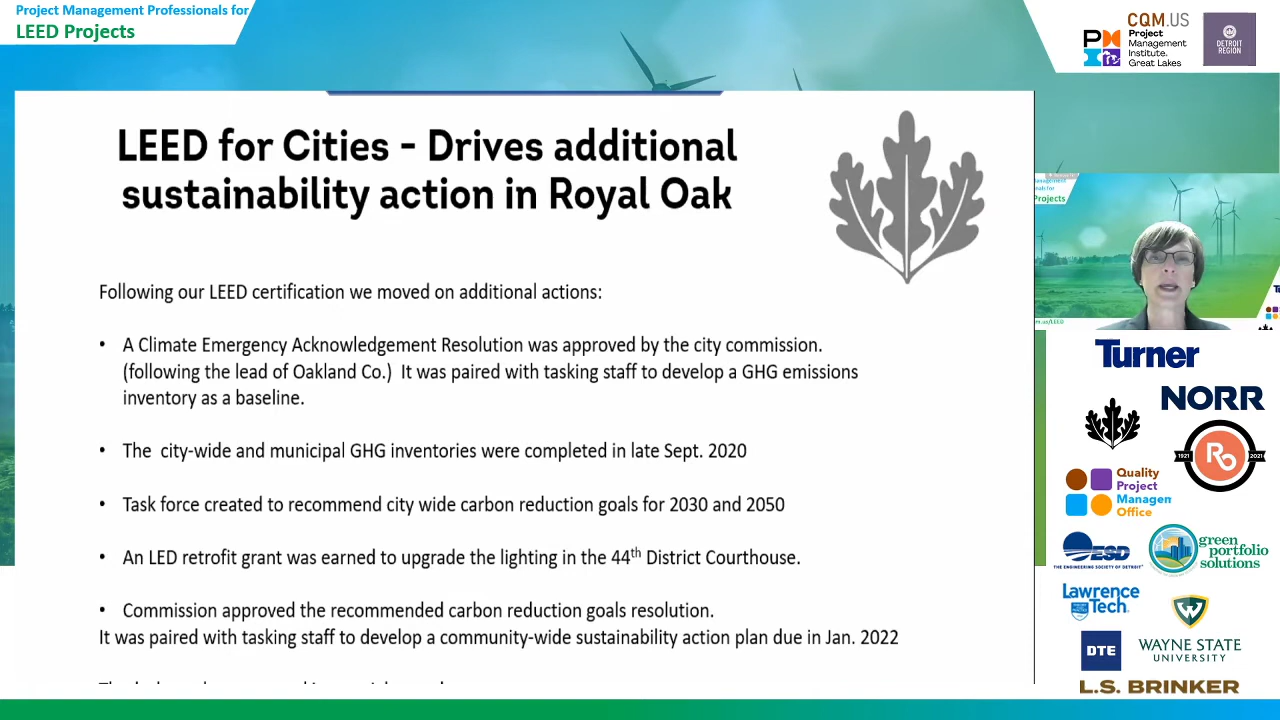 Project Management Professionals for
LEED Projects
CQM.US
Project
Management
Institute.
Great Lakes
DETROIT
REGION
LEED for Cities - Drives additional
sustainability action in Royal Oak
Following our LEED certification we moved on additional actions:
• A Climate Emergency Acknowledgement Resolution was approved by the city commission.
(following the lead of Oakland Co.) It was paired with tasking staff to develop a GHG emissions
inventory as a baseline.
• The city-wide and municipal GHG inventories were completed in late Sept. 2020
• Task force created to recommend city wide carbon reduction goals for 2030 and 2050
• An LED retrofit grant was earned to upgrade the lighting in the 44th District Courthouse.
• Commission approved the recommended carbon reduction goals resolution.
It was paired with tasking staff to develop a community-wide sustainability action plan due in Jan. 2022
Projects
Turner
NORR
1921
RO
2021
Quality
Project
Managen
Office
ESD
THE ENGINEERING SOCIETY OF DETROIT
green
portfolio
solutions
Lawrence
Tech
W
DTE
WAYNE STATE
UNIVERSITY
L.S. BRINKER